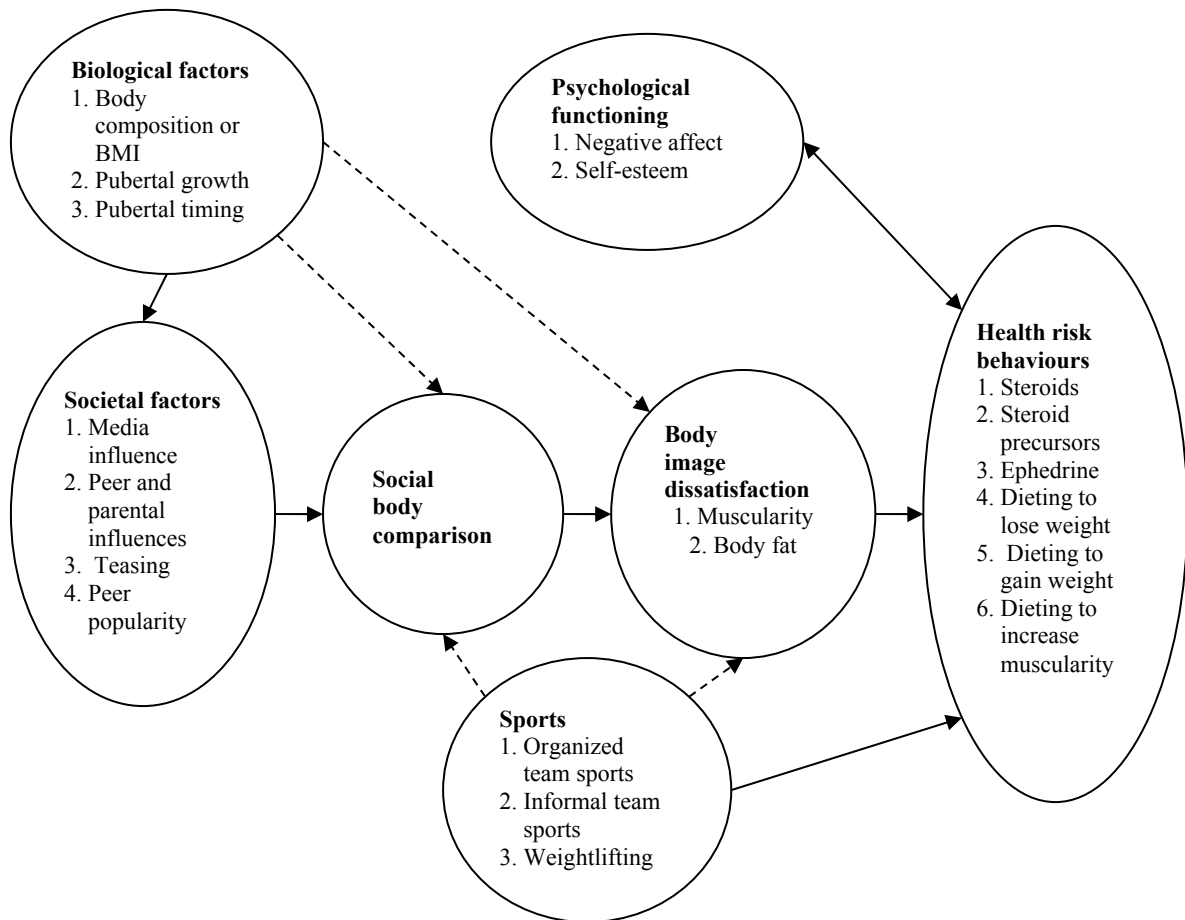 Biological factors
1. Body
composition or
BMI
2. Pubertal growth
3. Pubertal timing
Psychological
functioning
1. Negative affect
2. Self-esteem
Societal factors
1. Media
influence
2. Peer and
parental
influences
3. Teasing
4. Peer
popularity
Social
body
comparison
Body
image
dissatisfaction
1. Muscularity
2. Body fat
Health risk
behaviours
1. Steroids
2. Steroid
precursors
3. Ephedrine
4. Dieting to
lose weight
5. Dieting to
gain weight
6. Dieting to
increase
muscularity
Sports
1. Organized
team sports
2. Informal team
sports
3. Weightlifting